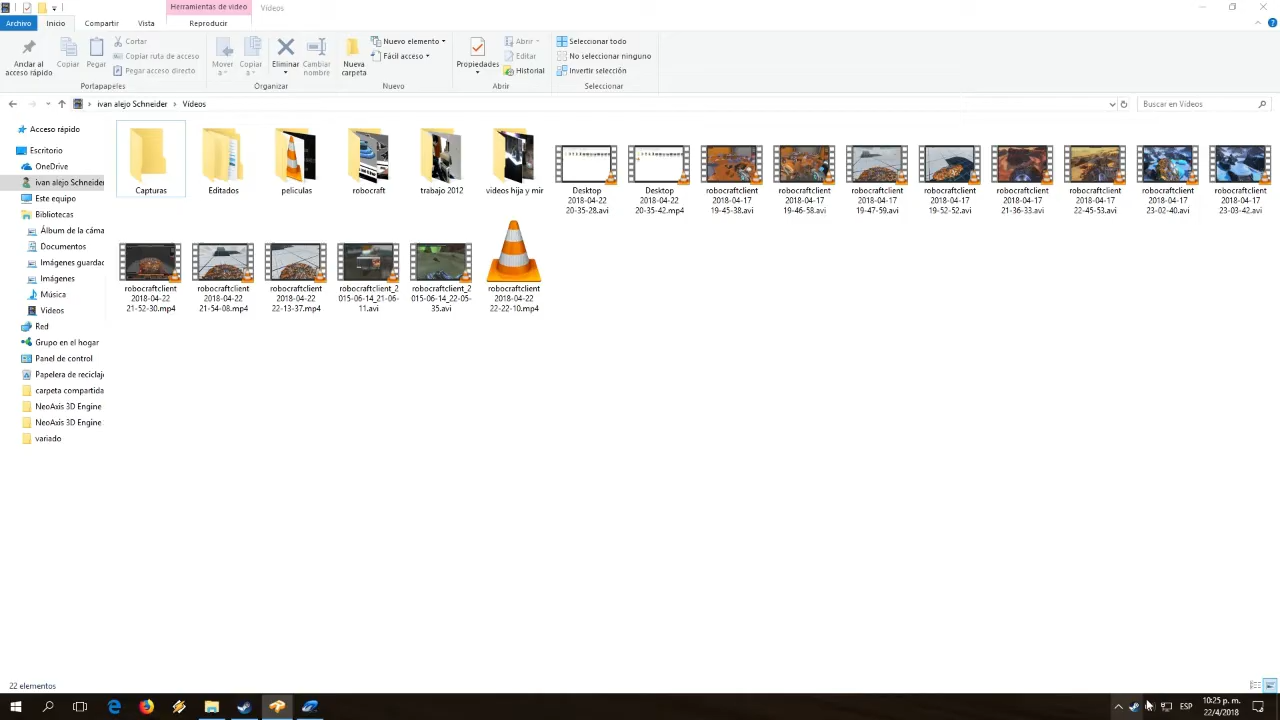 Herramientas de video
Vídeos
Archivo
Inicio
Compartir
Vista
Reproducir
Anclar al
acceso rápido
Copiar
Pegar
Cortar
Copiar ruta de acceso
Pegar acceso directo
Portapapeles
Mover
a
Copiar
a
Eliminar
Cambiar
nombre
Organizar
Nueva
carpeta
Nuevo elemento
Fácil acceso
Nuevo
Propiedades
Abrir
Editar
Historial
Abrir
Seleccionar todo
No seleccionar ninguno
Invertir selección
Seleccionar
ivan alejo Schneider
Vídeos
Buscar en Vídeos
Acceso rápido
Escritorio
OneDrive
ivan alejo Schneider
Este equipo
Bibliotecas
Álbum de la cáma
Documentos
Imágenes guardac
Imágenes
Música
Vídeos
Red
Grupo en el hogar
Panel de control
Papelera de reciclaje
carpeta compartida
NeoAxis 3D Engine
NeoAxis 3D Engine
variado
Capturas
Editados
peliculas
robocraft
trabajo 2012
videos hija y mir
Desktop
2018-04-22
20-35-28.avi
Desktop
2018-04-22
20-35-42.mp4
robocraftclient
2018-04-17
19-45-38.avi
robocraftclient
2018-04-17
19-46-58.avi
robocraftclient
2018-04-17
19-47-59.avi
robocraftclient
2018-04-17
19-52-52.avi
robocraftclient
2018-04-17
21-36-33.avi
robocraftclient
2018-04-17
22-45-53.avi
robocraftclient
2018-04-17
23-02-40.avi
robocraftclient
2018-04-17
23-03-42.avi
robocraftclient
2018-04-22
21-52-30.mp4
robocraftclient
2018-04-22
21-54-08.mp4
robocraftclient
2018-04-22
22-13-37.mp4
robocraftclient_2
015-06-14_21-06-
11.avi
robocraftclient_2
015-06-14_22-05-
35.avi
robocraftclient
2018-04-22
22-22-10.mp4
22 elementos
ESP
10:25 p. m.
22/4/2018